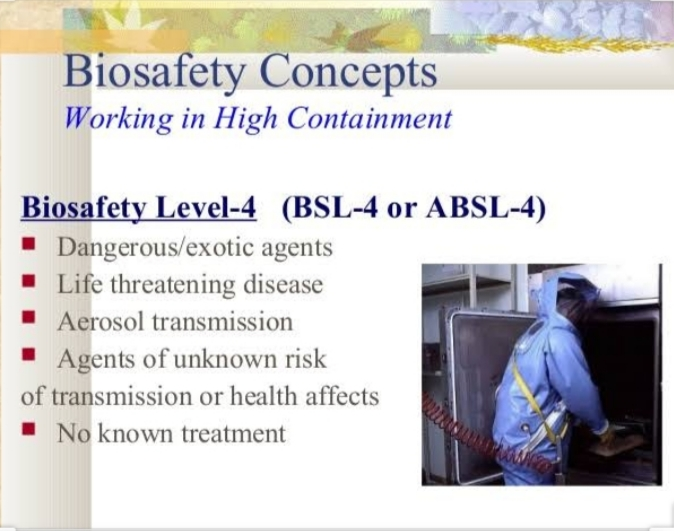 Biosafety Concepts
Working in High Containment
Biosafety Level-4 (BSL-4 or ABSL-4)
Dangerous/exotic agents
Life threatening disease
Aerosol transmission
Agents of unknown risk
of transmission or health affects
No known treatment